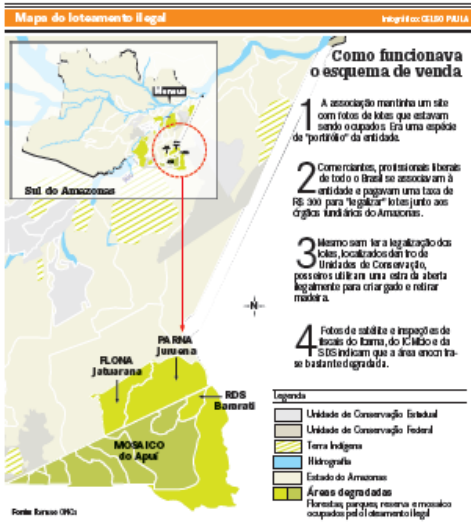 Mapa do loteamento ilegal
Infográfico: CELSO PAULA
Manaus
Sul do Amazonas
Como funcionava
o esquema de venda
1 A associação mantinha um site
com fotos de lotes que estavam
sendo ocupados. Era uma espécie
de "portifólio" da entidade.
2 Comerciantes, profissionais liberais
de todo o Brasil se associavam à
entidade e pagavam uma taxa de
R$ 300 para "legalizar" lotes junto aos
órgãos fundiários do Amazonas.
3 Mesmo sem ter a legalização dos
lotes, localizados dentro de
Unidades de Conservação,
posseiros utilizam uma estrada aberta
ilegalmente para criar gado e retirar
madeira.
4 Fotos de satélite e inspeções de
fiscais do Ibama, do ICMBio e da
SDS indicam que a área encontra-
se bastante degradada.
N
PARNA
Juruena
FLONA
Jatuarana
RDS
Bararati
MOSAICO
do Apuí
Legenda
Unidade de Conservação Estadual
Unidade de Conservação Federal
Terra Indígena
Hidrografia
Estado do Amazonas
Áreas degradadas
Florestas, parques, reserva e mosaico
ocupados pelo loteamento ilegal
Fonte: Ibama e ONGs